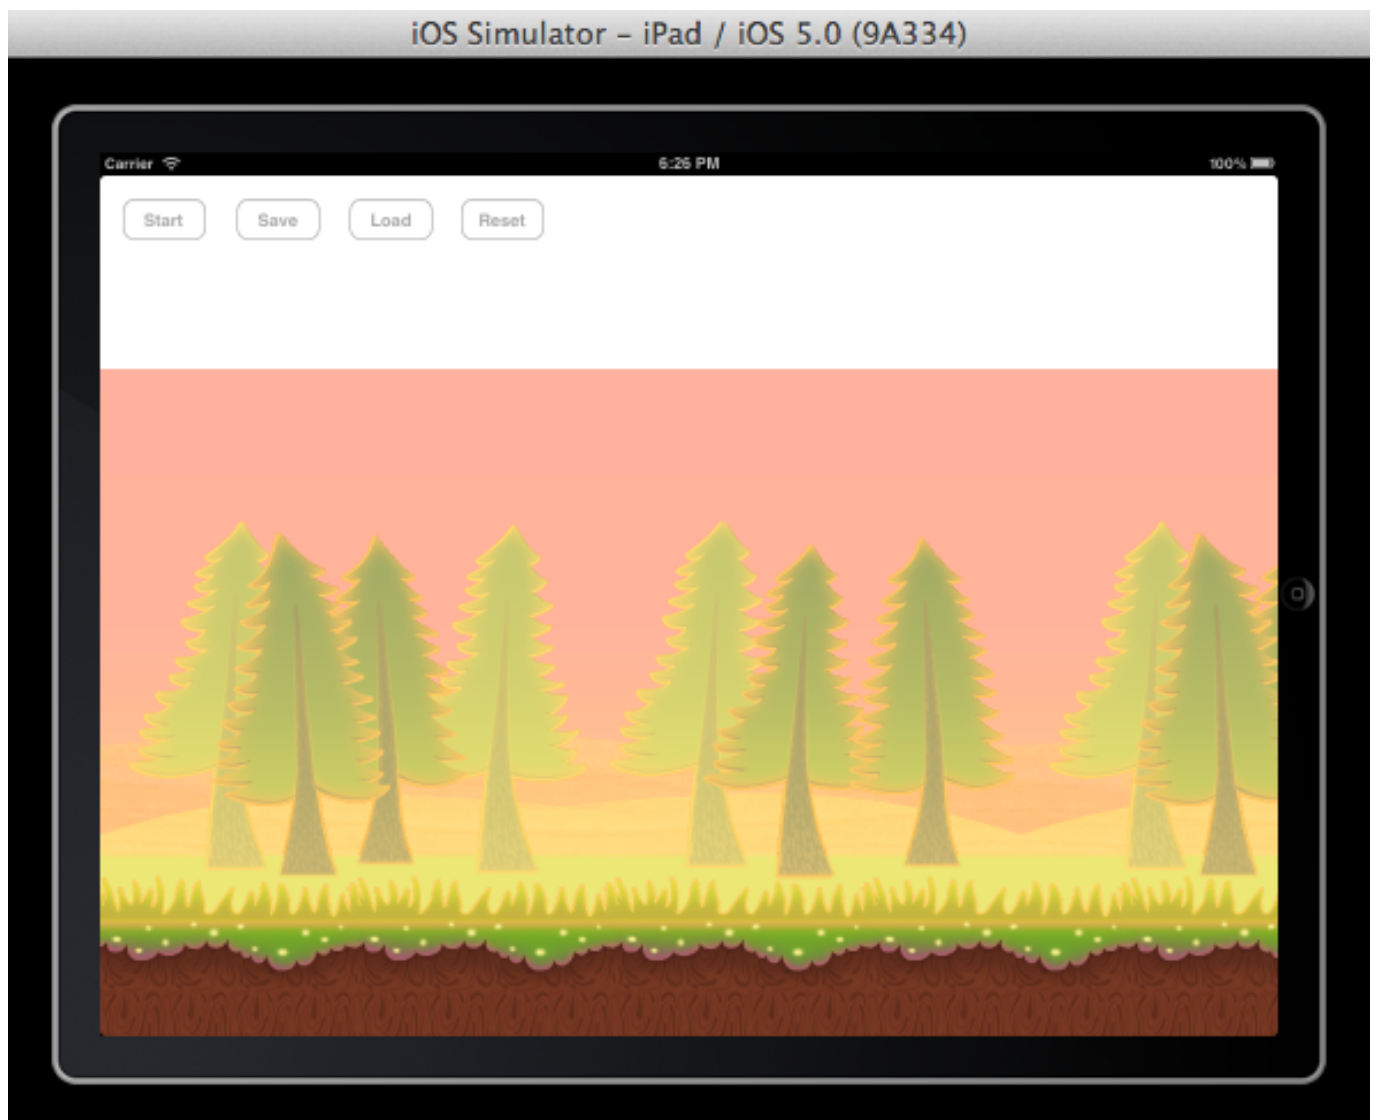 iOS Simulator – iPad / iOS 5.0 (9A334)
Carrier 6:26 PM 100%
Start Save Load Reset